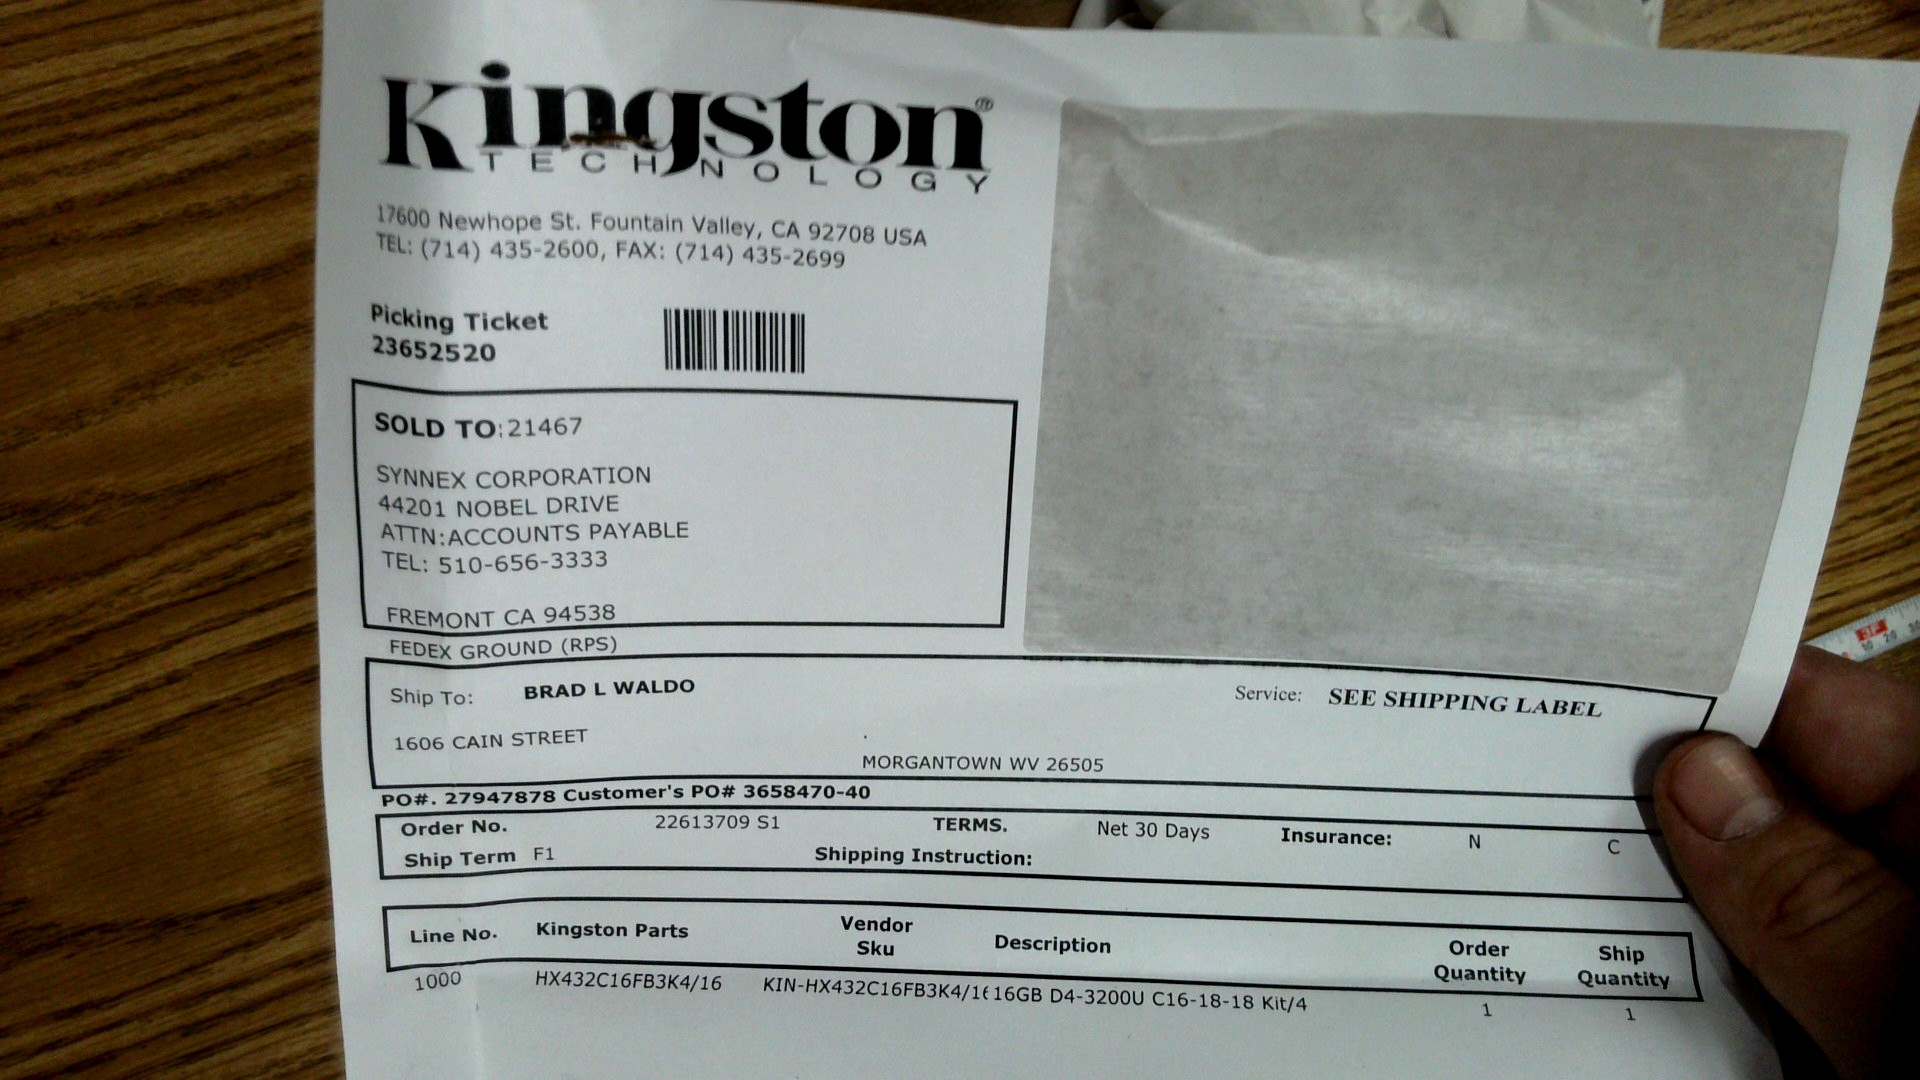 Kingston®
TECHNOLOGY
17600 Newhope St. Fountain Valley, CA 92708 USA
TEL: (714) 435-2600, FAX: (714) 435-2699
Picking Ticket
23652520
SOLD TO:21467
SYNNEX CORPORATION
44201 NOBEL DRIVE
ATTN:ACCOUNTS PAYABLE
TEL: 510-656-3333
FREMONT CA 94538
FEDEX GROUND (RPS)
Ship To: BRAD L WALDO Service: SEE SHIPPING LABEL
1606 CAIN STREET
MORGANTOWN WV 26505
PO#. 27947878 Customer's PO# 3658470-40
Order No. 22613709 S1 TERMS. Net 30 Days Insurance: N C
Ship Term F1 Shipping Instruction:
Line No. Kingston Parts Vendor Sku Description Order Quantity Ship Quantity
1000 HX432C16FB3K4/16 KIN-HX432C16FB3K4/16 16GB D4-3200U C16-18-18 Kit/4 1 1